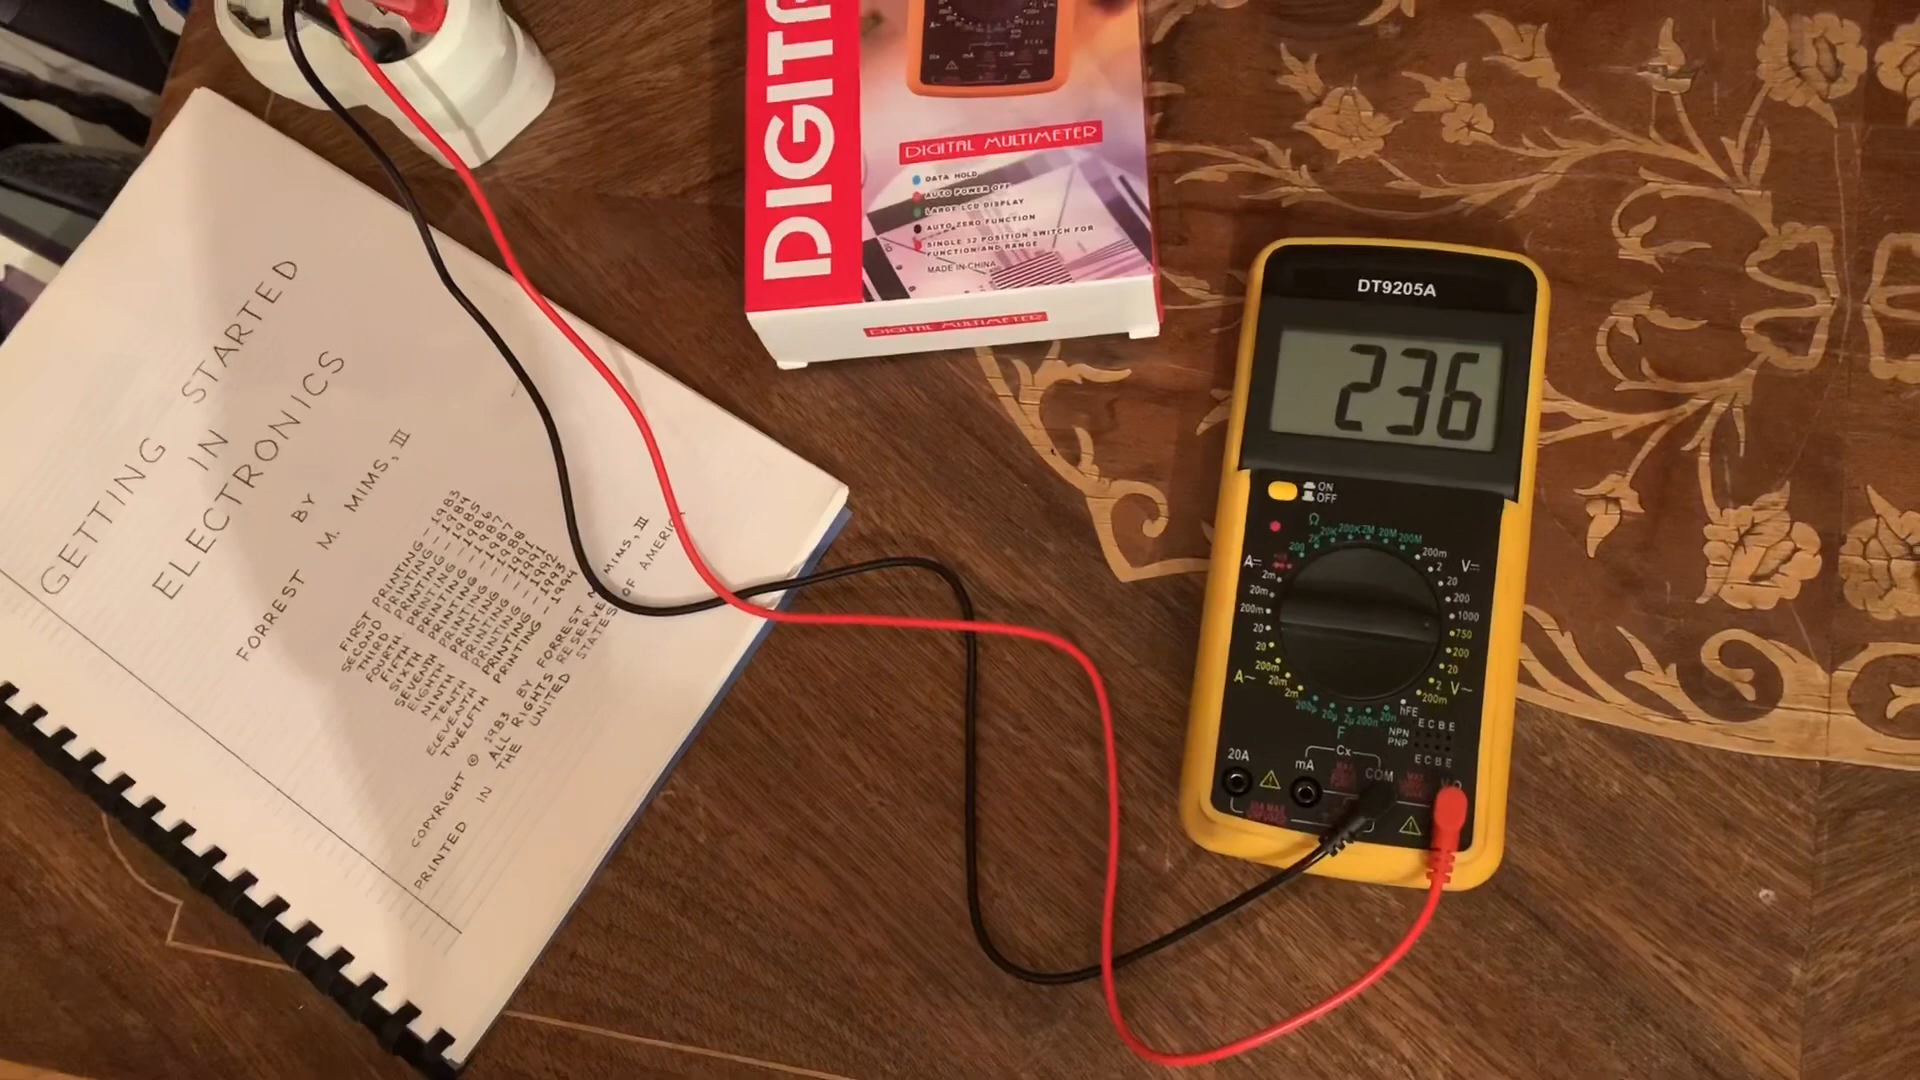 GETTING STARTED
IN
ELECTRONICS
BY
FORREST M. MIMS, III
FIRST PRINTING - 1983
SECOND PRINTING - 1984
THIRD PRINTING - 1985
FOURTH PRINTING - 1986
FIFTH PRINTING - 1987
SIXTH PRINTING - 1988
SEVENTH PRINTING - 1991
EIGHTH PRINTING
NINTH PRINTING - 1992
TENTH PRINTING - 1993
ELEVENTH PRINTING - 1994
TWELFTH PRINTING - 1994
COPYRIGHT © 1983 BY FORREST M. MIMS, III
ALL RIGHTS RESERVED
PRINTED IN THE UNITED STATES OF AMERICA
DIGITA
DIGITAL MULTIMETER
DATA HOLD
AUTO POWER OFF
LARGE LCD DISPLAY
AUTO ZERO FUNCTION
SINGLE 32 POSITION SWITCH FOR
FUNCTION AND RANGE
MADE IN CHINA
DIGITAL MULTIMETER
DT9205A
236
ON
OFF
Ω
200 2K 20K 200K 2M 20M 200M
A⎓
2m
20m
200m
20
20
200m
20m
2m
A~
200m
2
20
200
1000
V⎓
750
200
20
2
200m
V~
200μ 20μ 2μ 200n 20n
F
hFE
NPN
PNP
E C B E
E C B E
Cx
20A
mA
COM